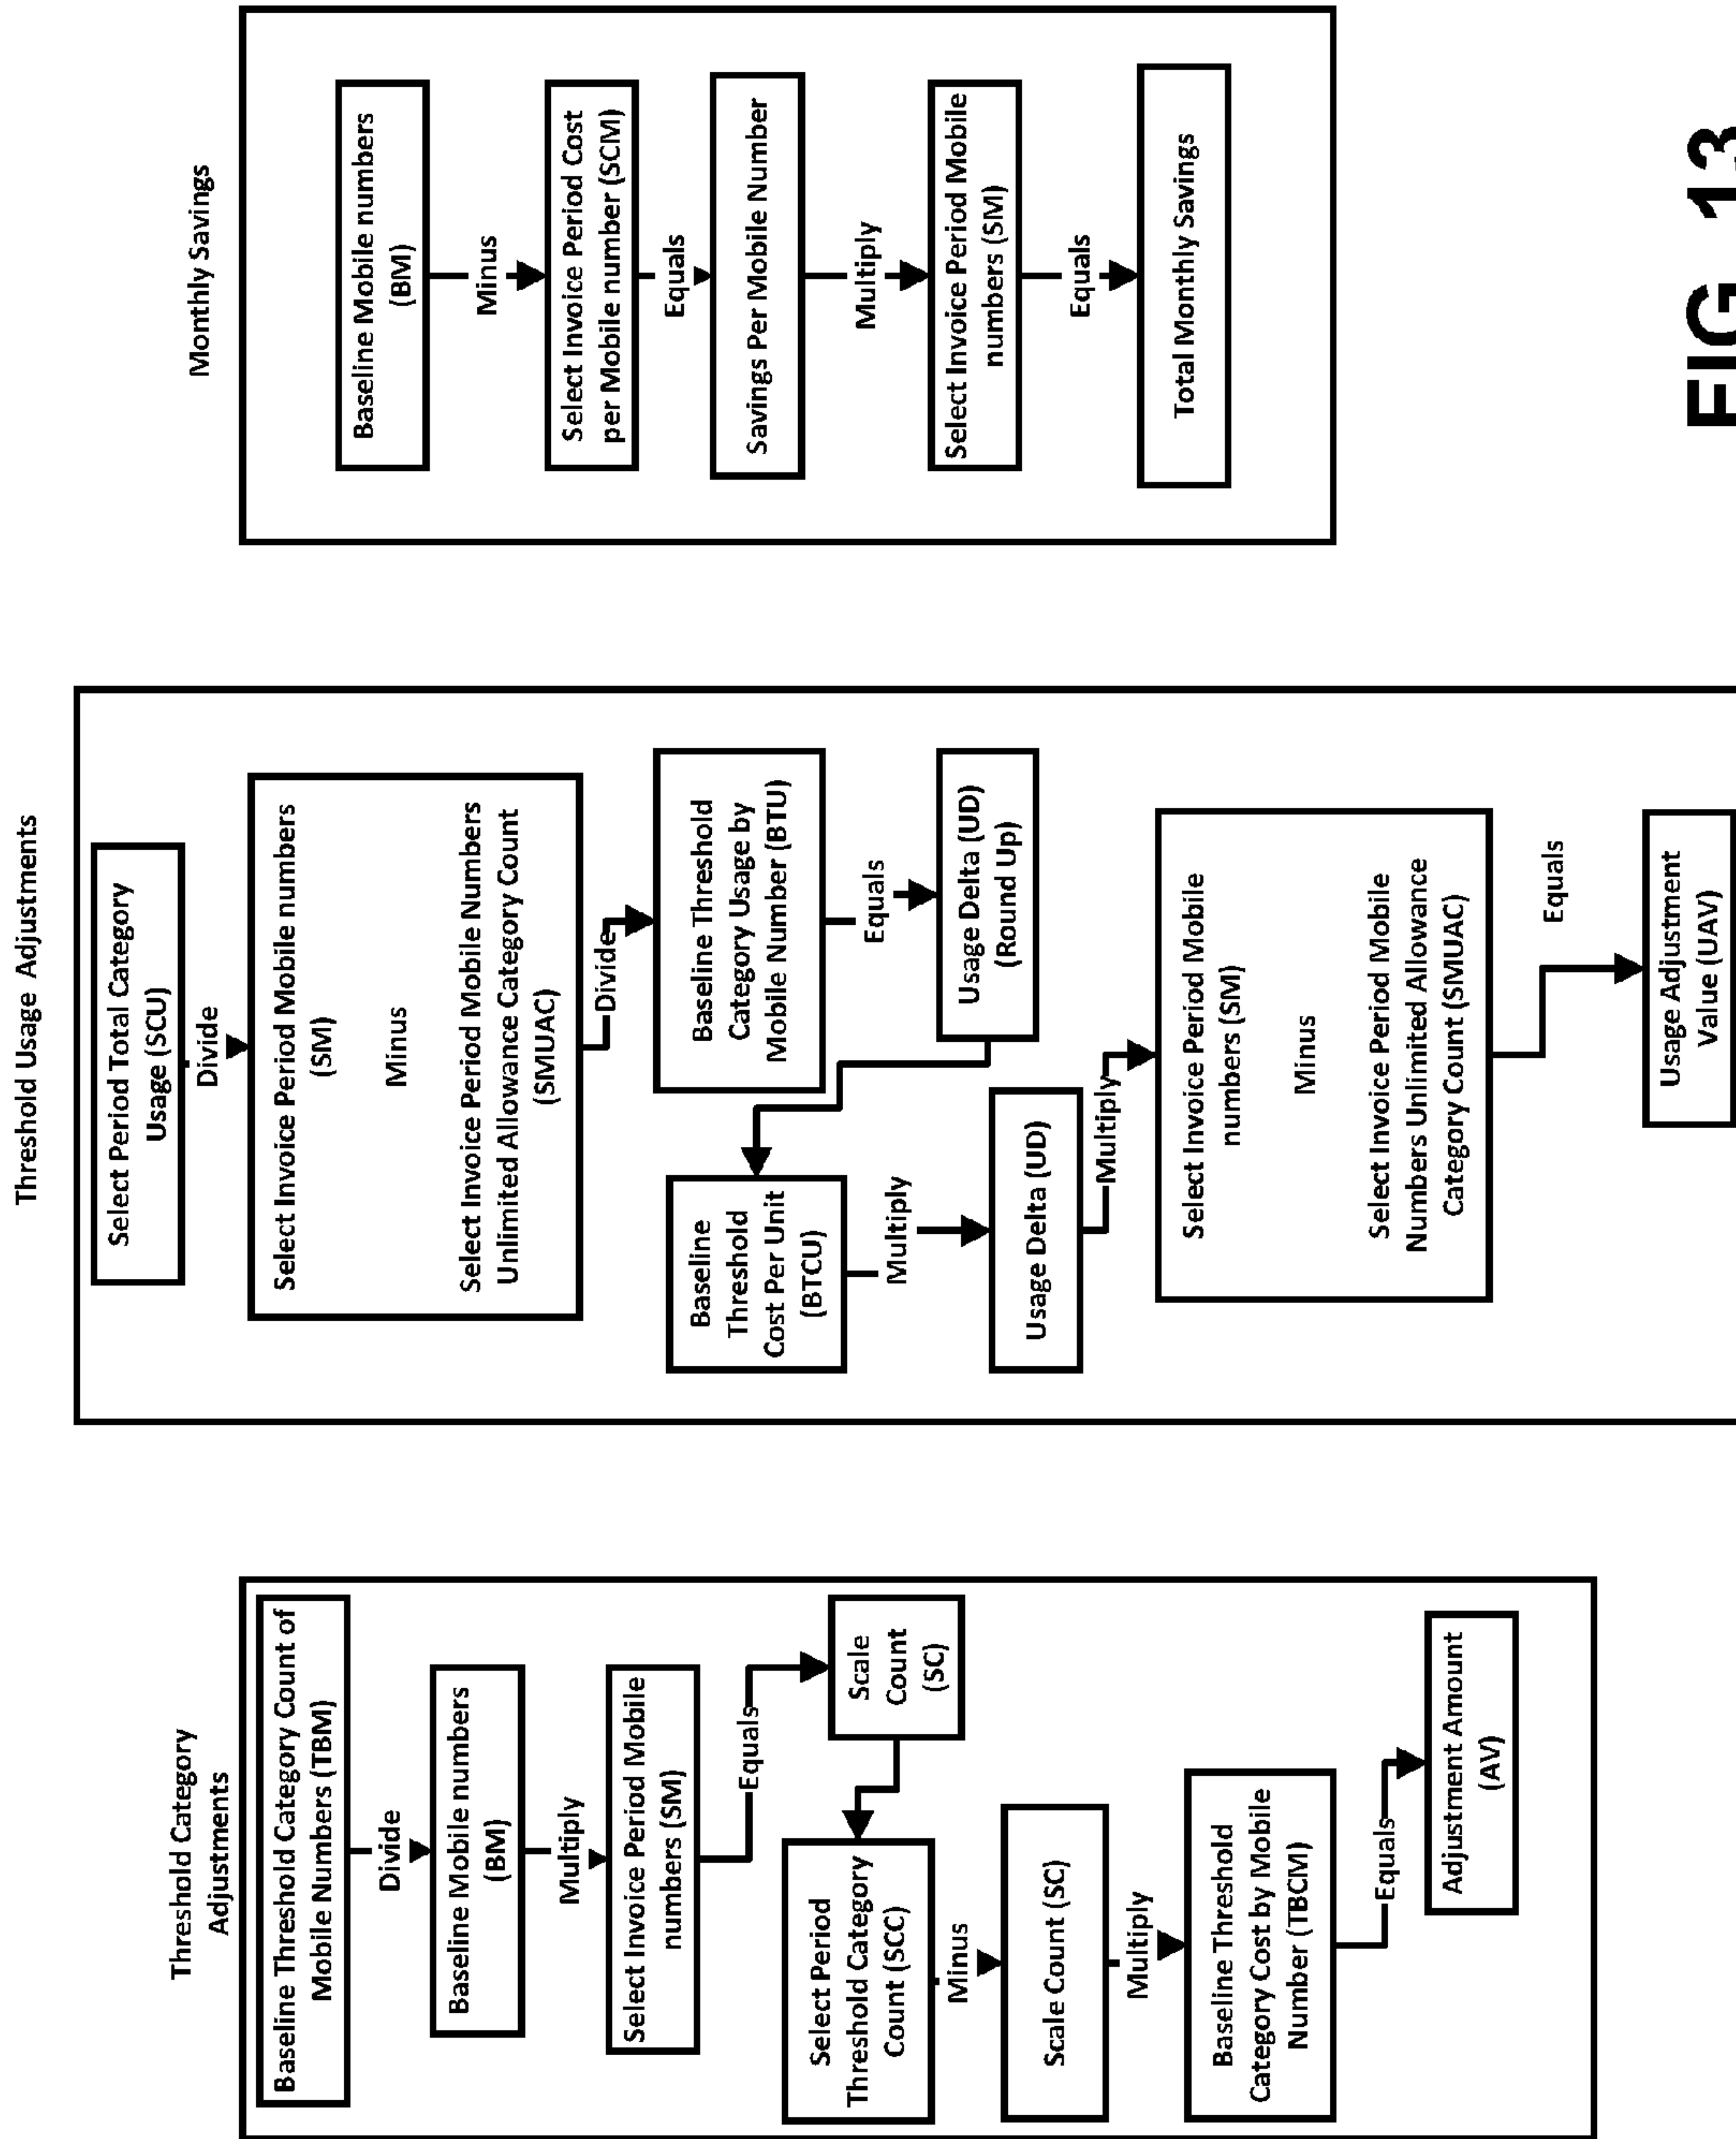 Threshold Category
Adjustments
Baseline Threshold Category Count of
Mobile Numbers (TBM)
Divide
Baseline Mobile numbers
(BM)
Multiply
Select Invoice Period Mobile
numbers (SM)
Equals
Scale
Count
(SC)
Select Period
Threshold Category
Count (SCC)
Minus
Scale Count (SC)
Multiply
Baseline Threshold
Category Cost by Mobile
Number (TBCM)
Equals
Adjustment Amount
(AV)
Threshold Usage Adjustments
Select Period Total Category
Usage (SCU)
Divide
Select Invoice Period Mobile numbers
(SM)
Minus
Select Invoice Period Mobile Numbers
Unlimited Allowance Category Count
(SMUAC)
Divide
Baseline Threshold
Category Usage by
Mobile Number (BTU)
Equals
Usage Delta (UD)
(Round Up)
Baseline
Threshold
Cost Per Unit
(BTCU)
Multiply
Usage Delta (UD)
Multiply
Select Invoice Period Mobile
numbers (SM)
Minus
Select Invoice Period Mobile
Numbers Unlimited Allowance
Category Count (SMUAC)
Equals
Usage Adjustment
Value (UAV)
Monthly Savings
Baseline Mobile numbers
(BM)
Minus
Select Invoice Period Cost
per Mobile number (SCM)
Equals
Savings Per Mobile Number
Multiply
Select Invoice Period Mobile
numbers (SM)
Equals
Total Monthly Savings
FIG 13